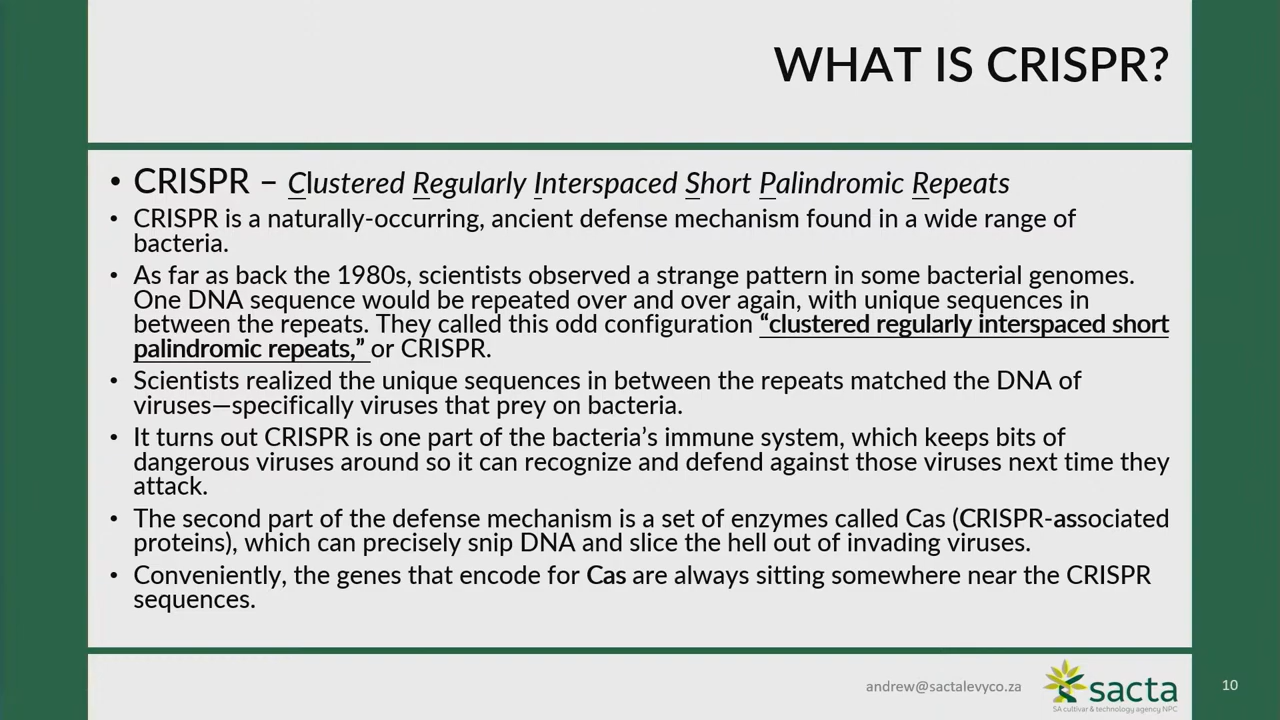 WHAT IS CRISPR?
• CRISPR – Clustered Regularly Interspaced Short Palindromic Repeats
• CRISPR is a naturally-occurring, ancient defense mechanism found in a wide range of
bacteria.
• As far as back the 1980s, scientists observed a strange pattern in some bacterial genomes.
One DNA sequence would be repeated over and over again, with unique sequences in
between the repeats. They called this odd configuration “clustered regularly interspaced short
palindromic repeats,” or CRISPR.
• Scientists realized the unique sequences in between the repeats matched the DNA of
viruses—specifically viruses that prey on bacteria.
• It turns out CRISPR is one part of the bacteria’s immune system, which keeps bits of
dangerous viruses around so it can recognize and defend against those viruses next time they
attack.
• The second part of the defense mechanism is a set of enzymes called Cas (CRISPR-associated
proteins), which can precisely snip DNA and slice the hell out of invading viruses.
• Conveniently, the genes that encode for Cas are always sitting somewhere near the CRISPR
sequences.
andrew@sactalevyco.za
sacta
SA cultivar & technology agency NPC
10